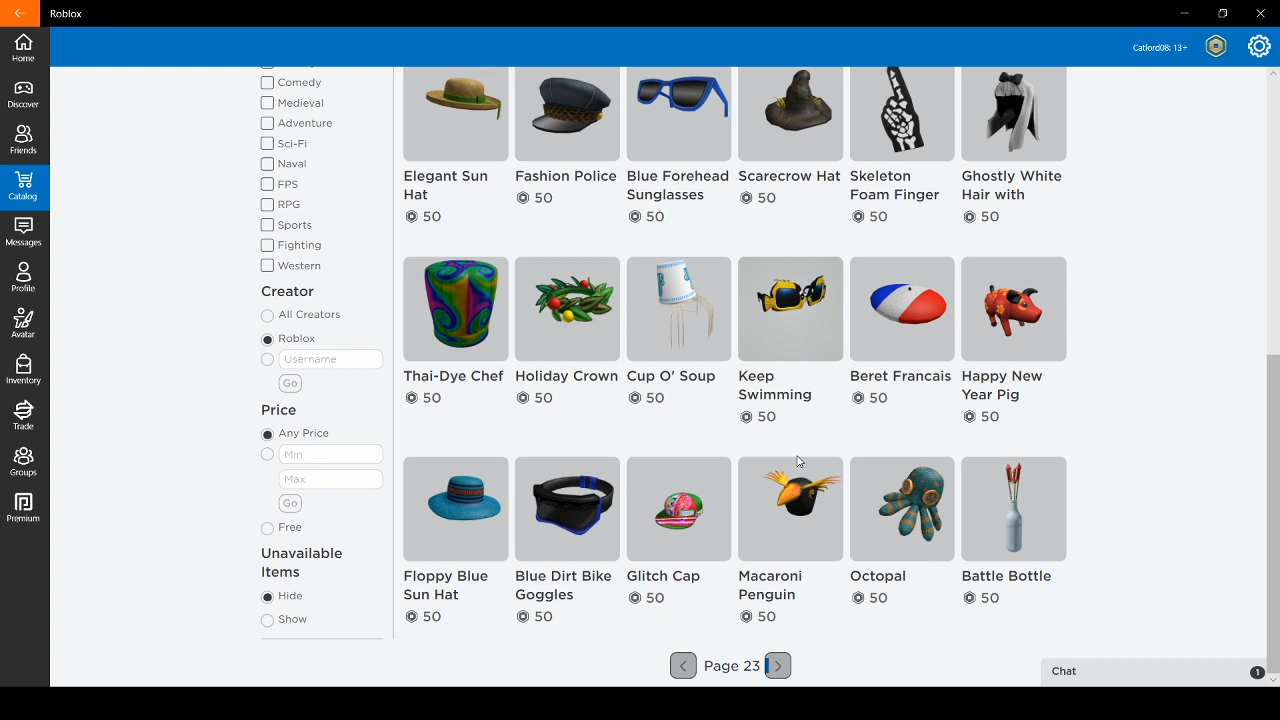 Roblox
Catlord08: 13+
Home
Discover
Friends
Catalog
Messages
Profile
Avatar
Inventory
Trade
Groups
Premium
Comedy
Medieval
Adventure
Sci-Fi
Naval
FPS
RPG
Sports
Fighting
Western
Creator
All Creators
Roblox
Username
Go
Price
Any Price
Min
Max
Go
Free
Unavailable
Items
Hide
Show
Elegant Sun
Hat
50
Fashion Police
50
Blue Forehead
Sunglasses
50
Scarecrow Hat
50
Skeleton
Foam Finger
50
Ghostly White
Hair with
50
Thai-Dye Chef
50
Holiday Crown
50
Cup O' Soup
50
Keep
Swimming
50
Beret Francais
50
Happy New
Year Pig
50
Floppy Blue
Sun Hat
50
Blue Dirt Bike
Goggles
50
Glitch Cap
50
Macaroni
Penguin
50
Octopal
50
Battle Bottle
50
Page 23
Chat
1